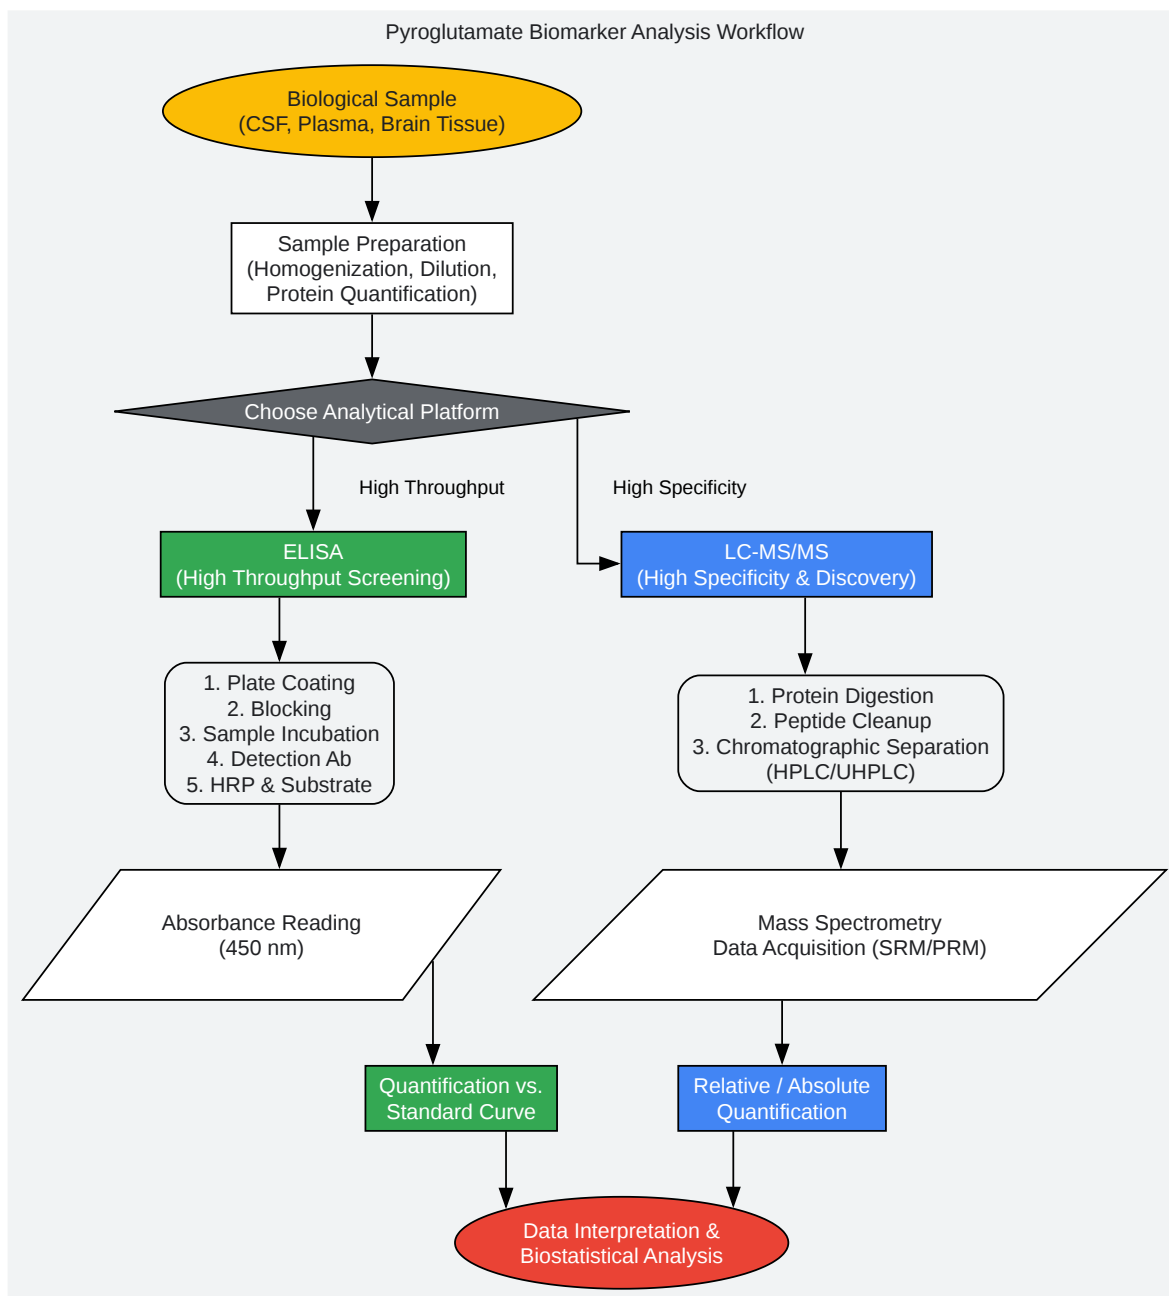 Pyroglutamate Biomarker Analysis Workflow
Biological Sample
(CSF, Plasma, Brain Tissue)
Sample Preparation
(Homogenization, Dilution,
Protein Quantification)
Choose Analytical Platform
High Throughput
High Specificity
ELISA
(High Throughput Screening)
LC-MS/MS
(High Specificity & Discovery)
1. Plate Coating
2. Blocking
3. Sample Incubation
4. Detection Ab
5. HRP & Substrate
1. Protein Digestion
2. Peptide Cleanup
3. Chromatographic Separation
(HPLC/UHPLC)
Absorbance Reading
(450 nm)
Mass Spectrometry
Data Acquisition (SRM/PRM)
Quantification vs.
Standard Curve
Relative / Absolute
Quantification
Data Interpretation &
Biostatistical Analysis